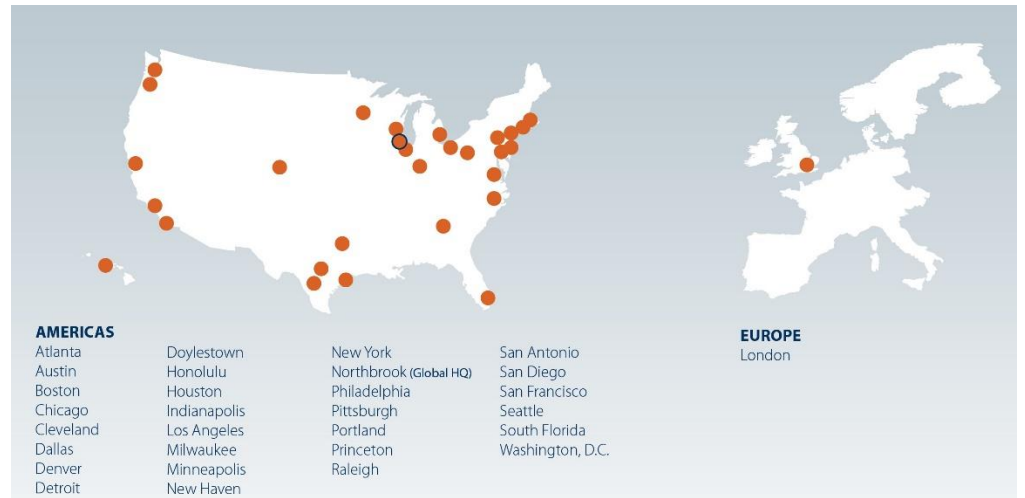 AMERICAS
Atlanta
Austin
Boston
Chicago
Cleveland
Dallas
Denver
Detroit
Doylestown
Honolulu
Houston
Indianapolis
Los Angeles
Milwaukee
Minneapolis
New Haven
New York
Northbrook (Global HQ)
Philadelphia
Pittsburgh
Portland
Princeton
Raleigh
San Antonio
San Diego
San Francisco
Seattle
South Florida
Washington, D.C.
EUROPE
London